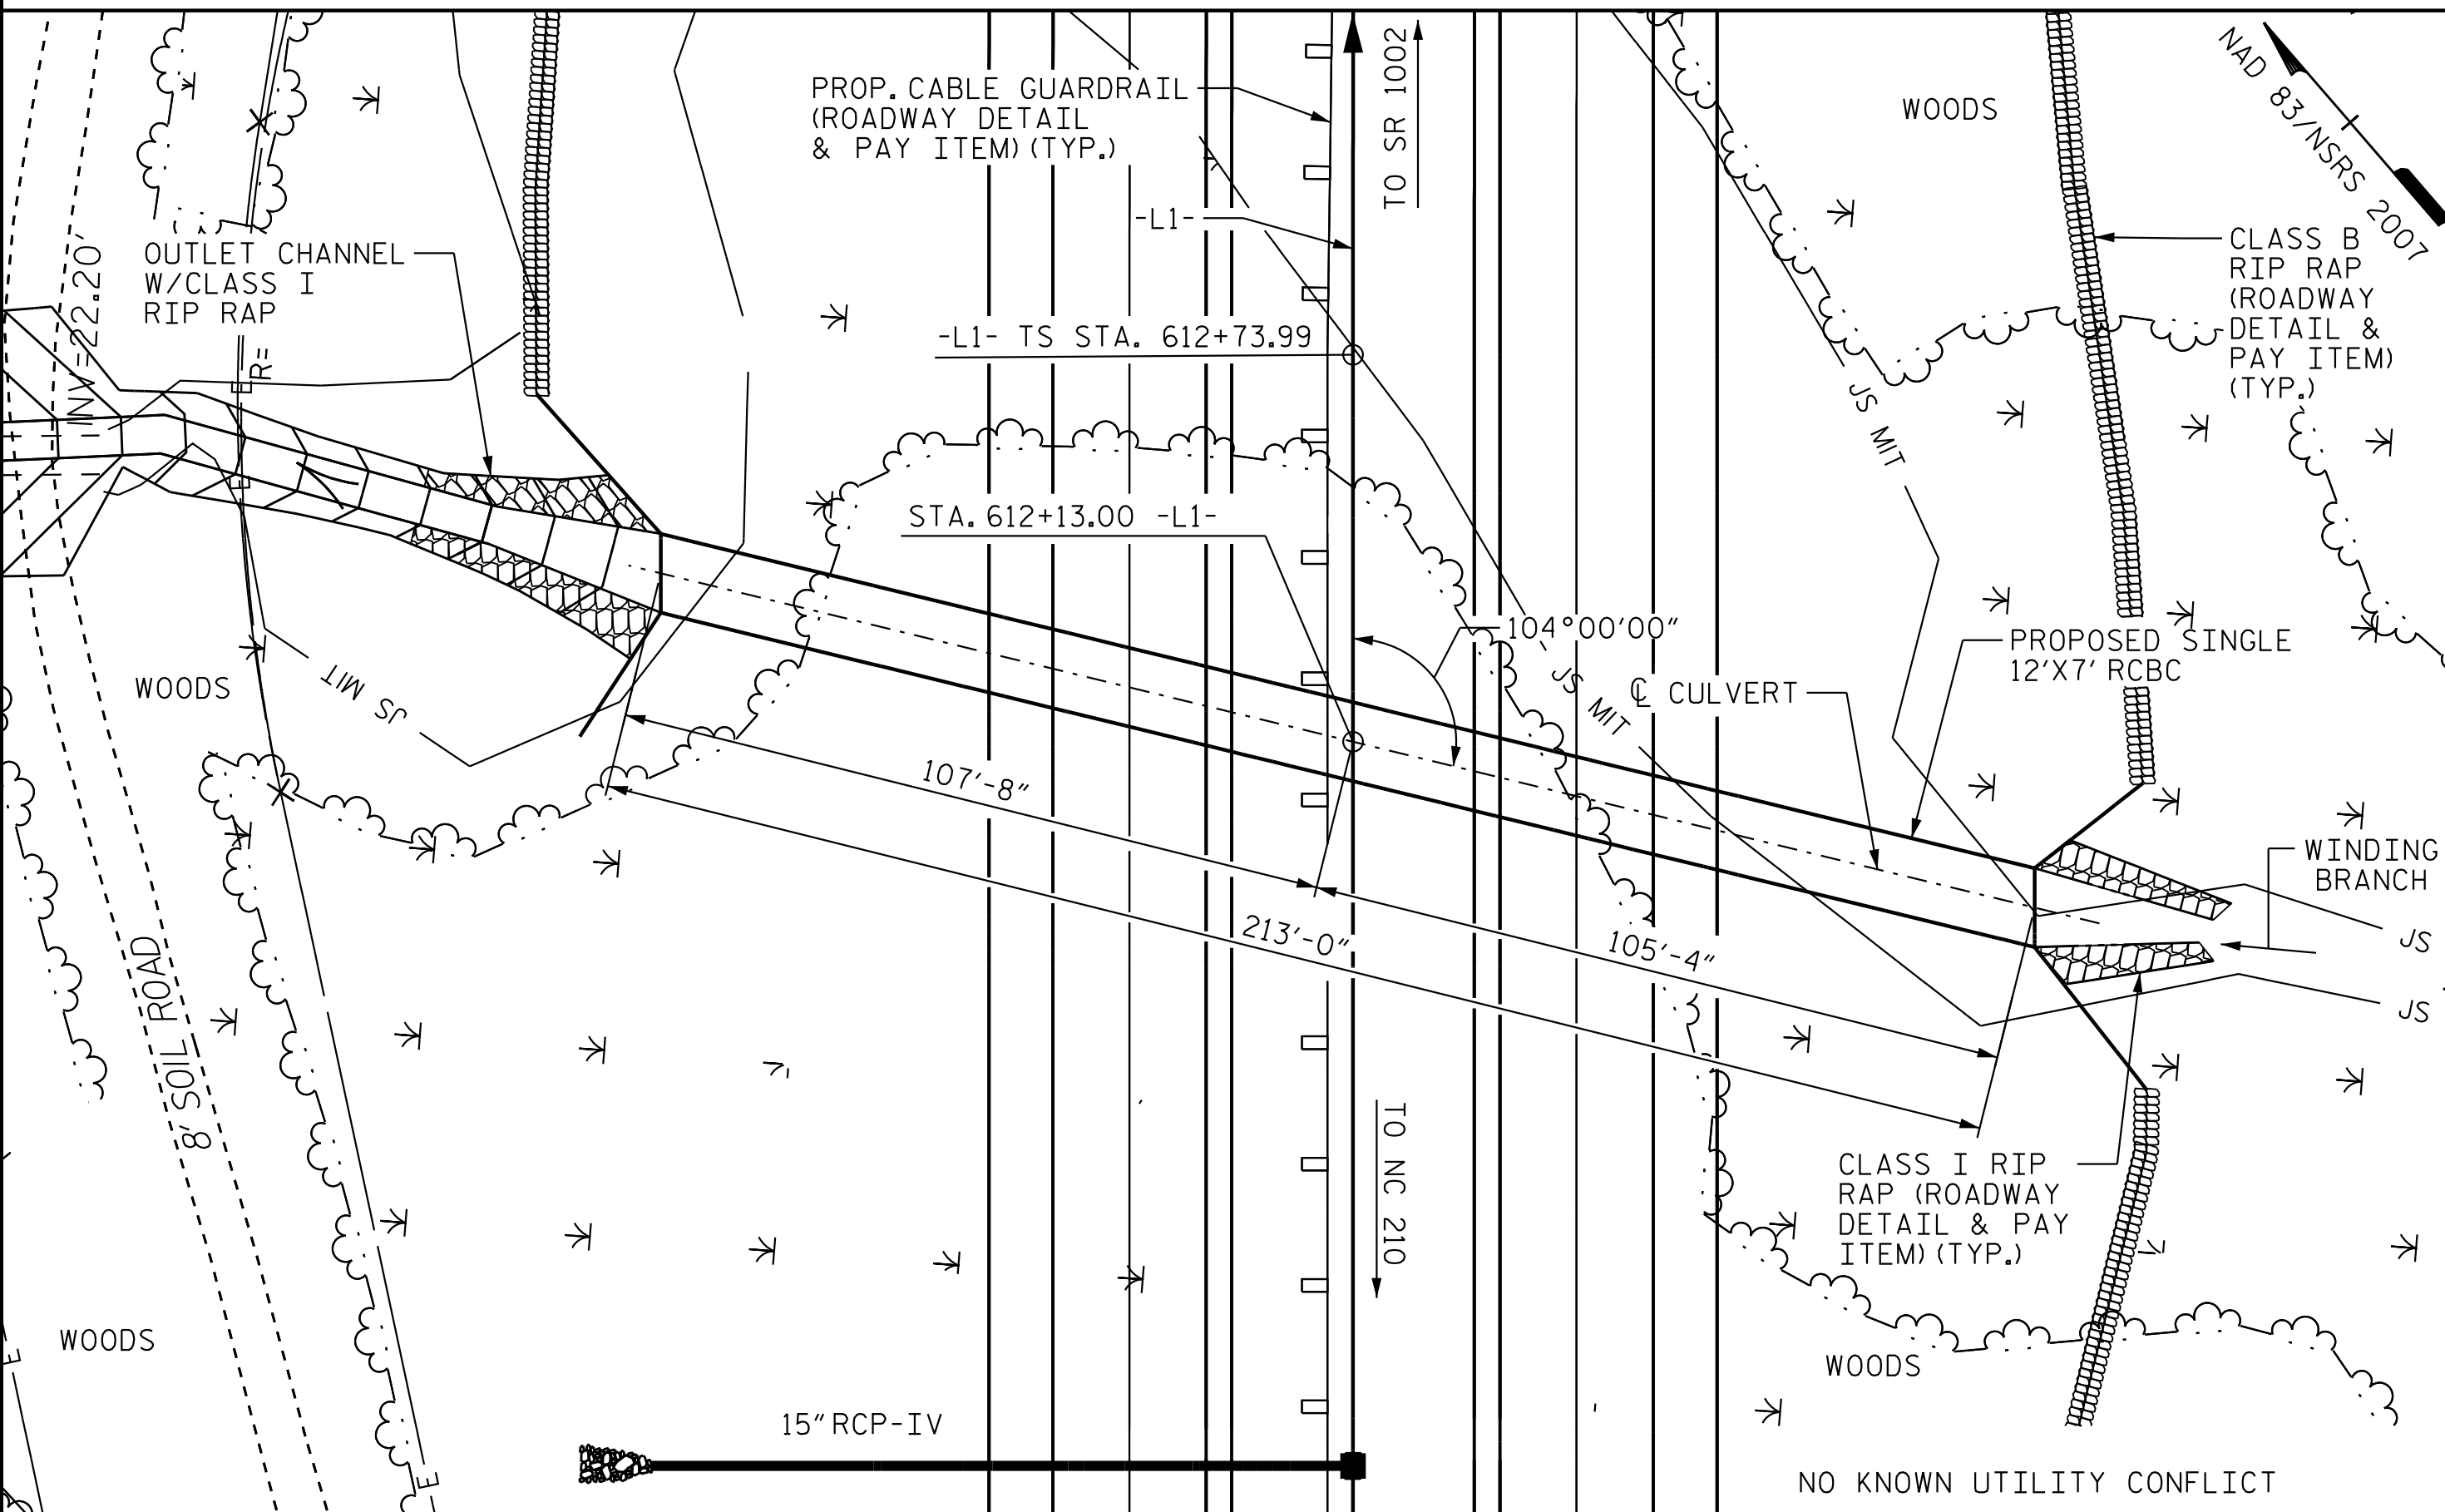 PROP. CABLE GUARDRAIL
(ROADWAY DETAIL
& PAY ITEM) (TYP.)
TO SR 1002
WOODS
NAD 83/NSRS 2007
-L1-
OUTLET CHANNEL
W/CLASS I
RIP RAP
INV=22.20'
R=
E
E
CLASS B
RIP RAP
(ROADWAY
DETAIL &
PAY ITEM)
(TYP.)
-L1- TS STA. 612+73.99
JS MIT
STA. 612+13.00 -L1-
104°00'00"
PROPOSED SINGLE
12'X7' RCBC
WOODS
JS MIT
JS MIT
℄ CULVERT
107'-8"
WINDING
BRANCH
213'-0"
105'-4"
JS
JS
8' SOIL ROAD
TO NC 210
CLASS I RIP
RAP (ROADWAY
DETAIL & PAY
ITEM) (TYP.)
WOODS
E
WOODS
15" RCP-IV
E
NO KNOWN UTILITY CONFLICT